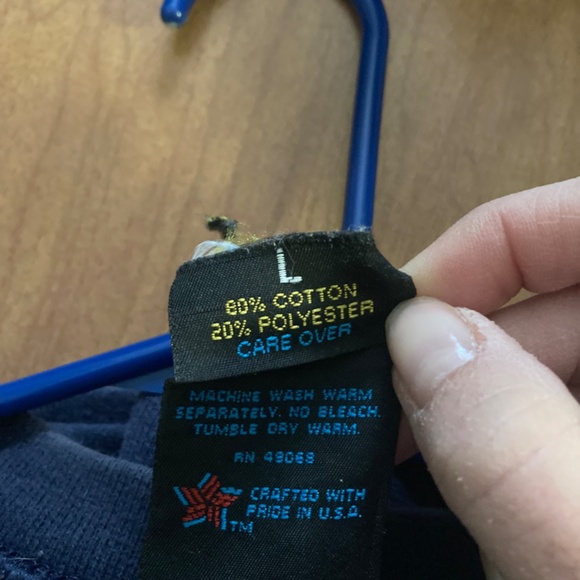 L
80% COTTON
20% POLYESTER
CARE OVER
MACHINE WASH WARM
SEPARATELY. NO BLEACH.
TUMBLE DRY WARM.
RN 49069
CRAFTED WITH
PRIDE IN U.S.A.
TM